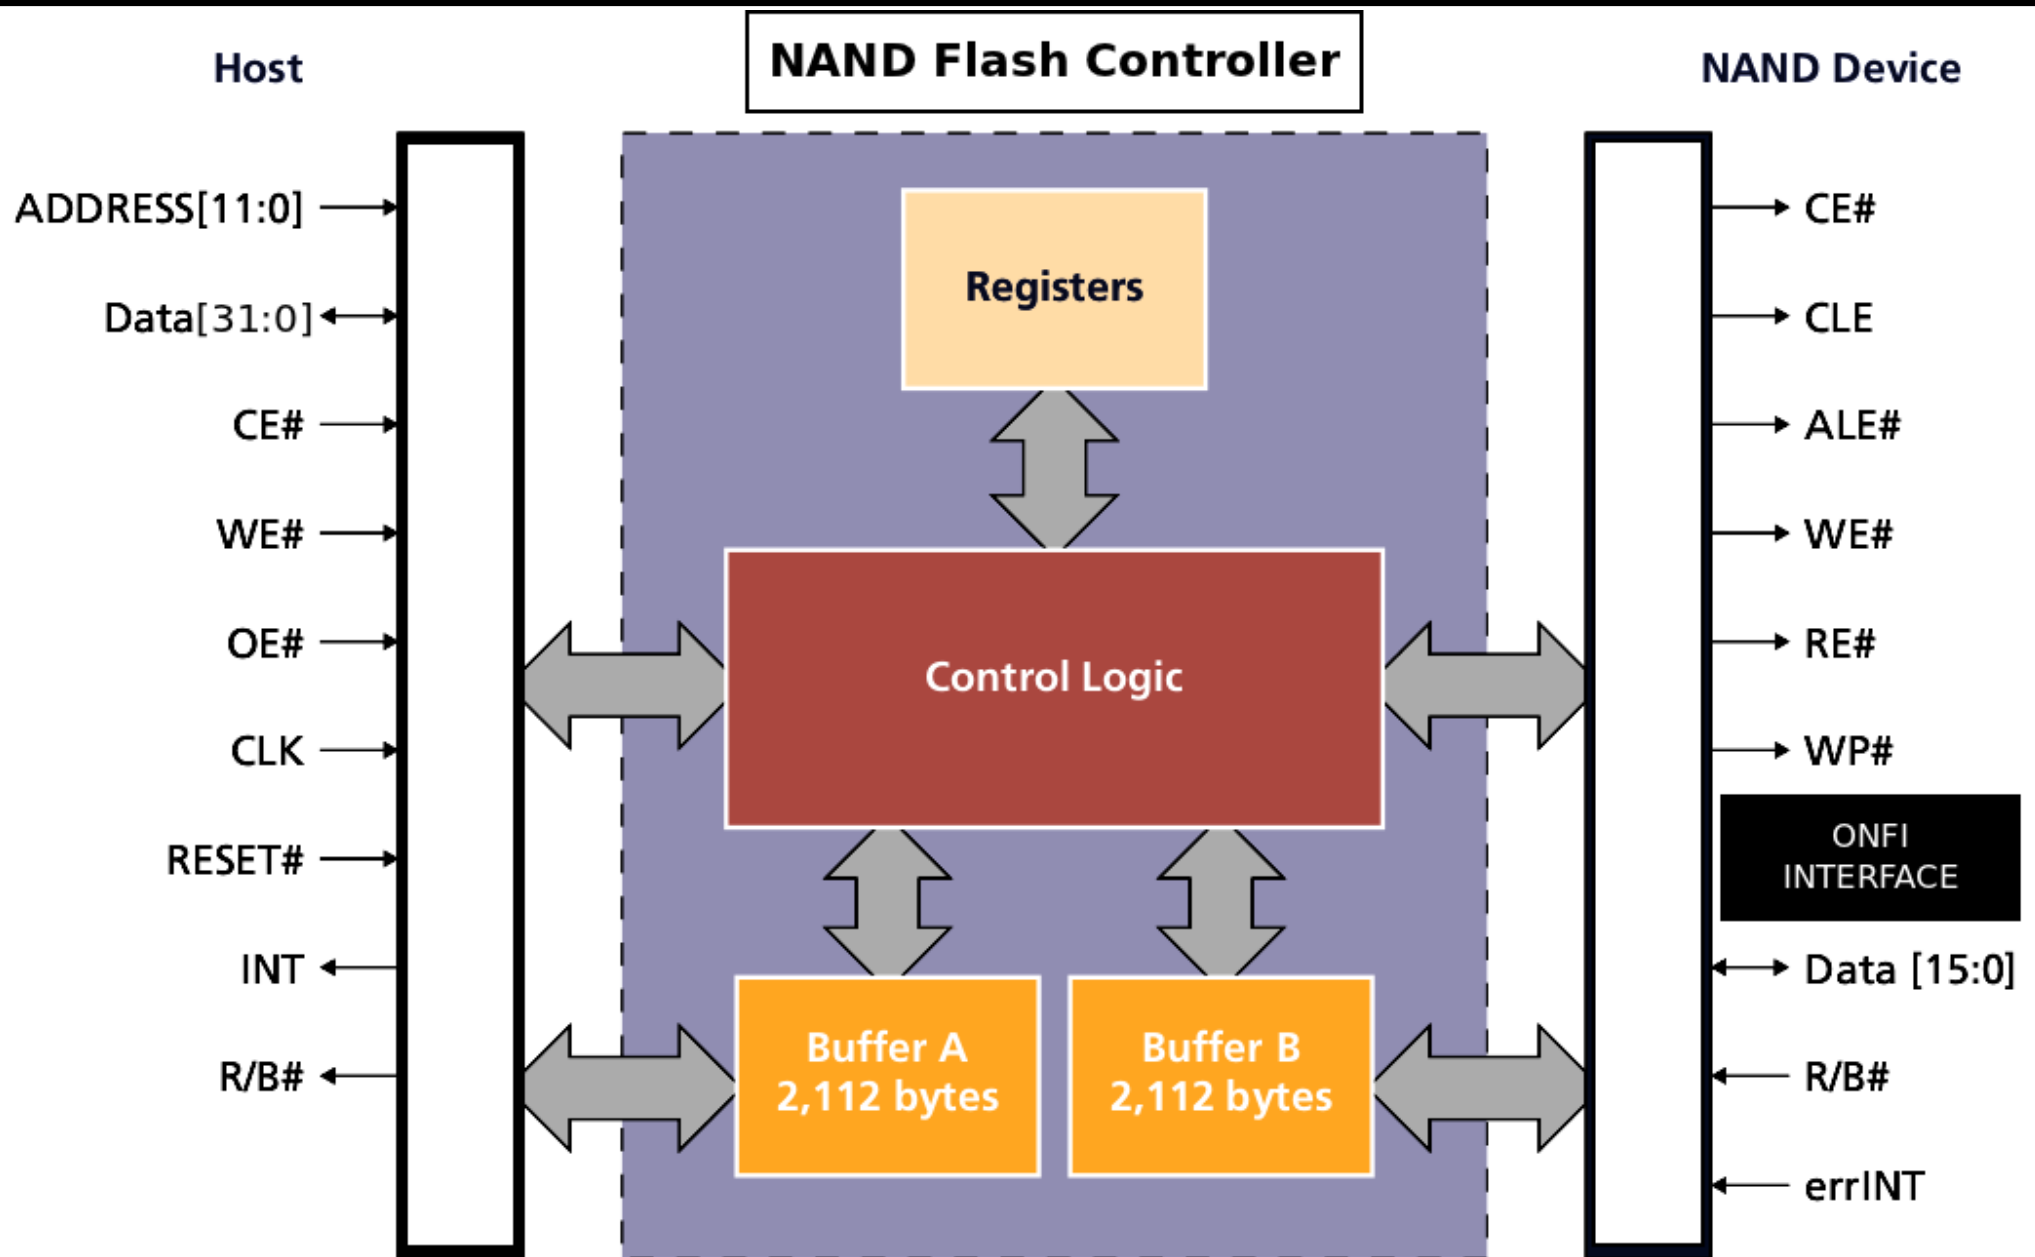 NAND Flash Controller
Host
NAND Device
ADDRESS[11:0]
Data[31:0]
CE#
WE#
OE#
CLK
RESET#
INT
R/B#
Registers
Control Logic
Buffer A
2,112 bytes
Buffer B
2,112 bytes
CE#
CLE
ALE#
WE#
RE#
WP#
ONFI
INTERFACE
Data [15:0]
R/B#
errINT